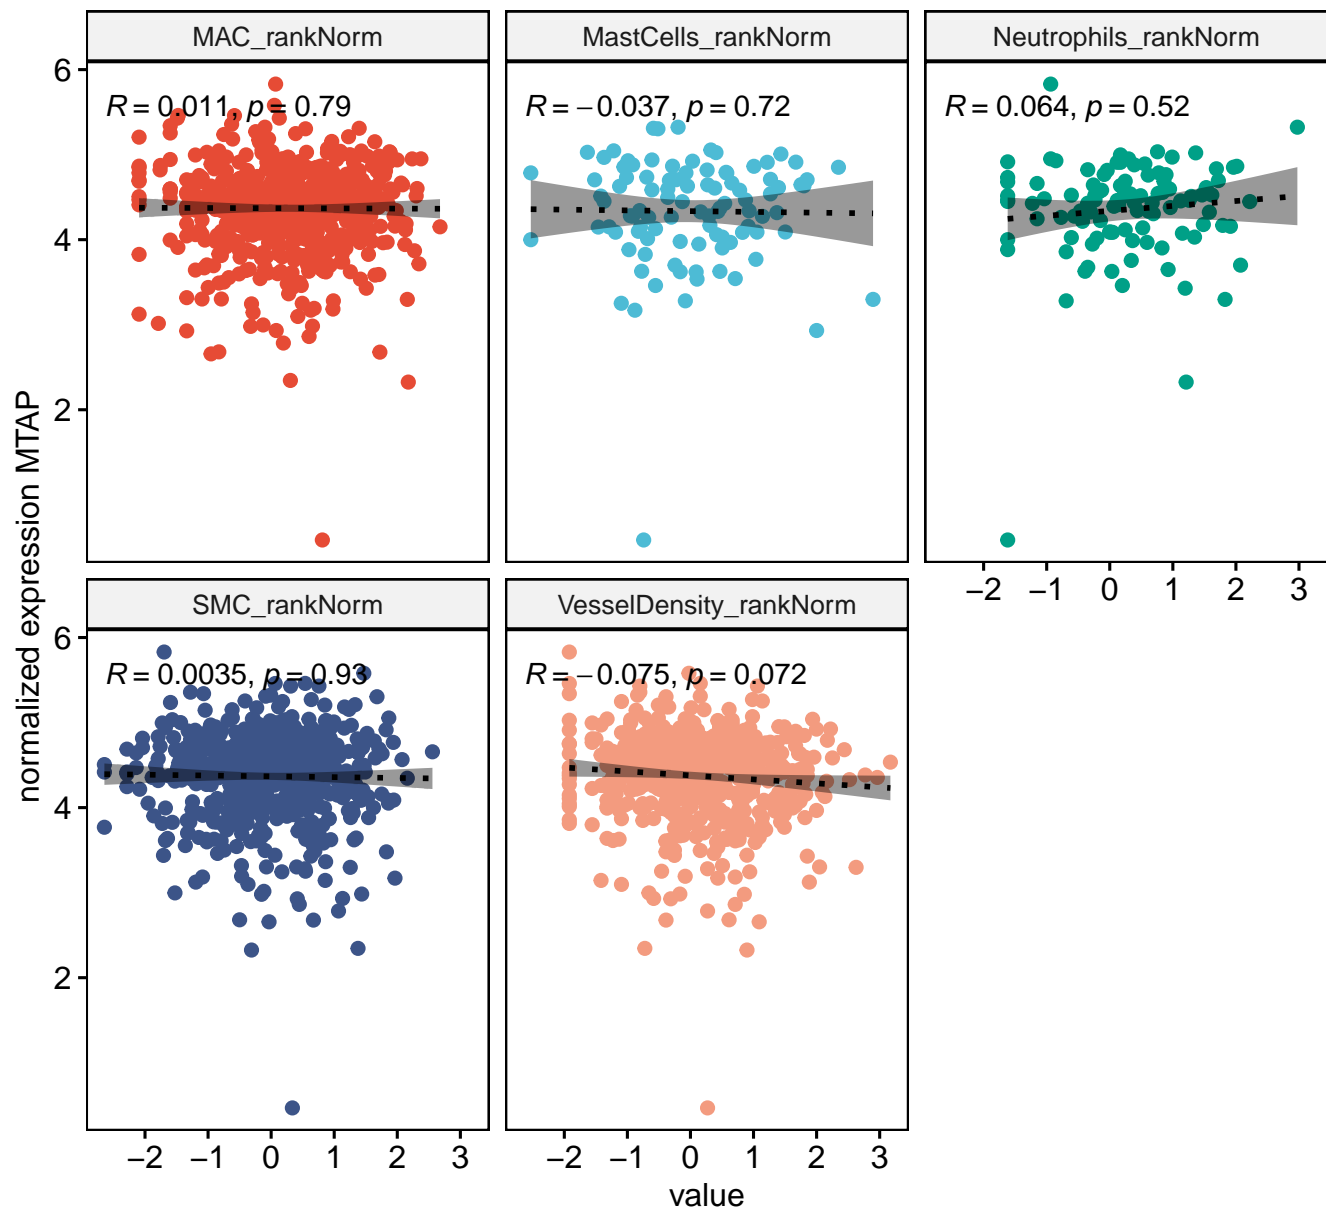 MAC_rankNorm
MastCells_rankNorm
Neutrophils_rankNorm
R = 0.011, p = 0.79
R = −0.037, p = 0.72
R = 0.064, p = 0.52
6
4
2
−2 −1 0 1 2 3
SMC_rankNorm
VesselDensity_rankNorm
R = 0.0035, p = 0.93
R = −0.075, p = 0.072
6
4
2
−2 −1 0 1 2 3
−2 −1 0 1 2 3
value
normalized expression MTAP